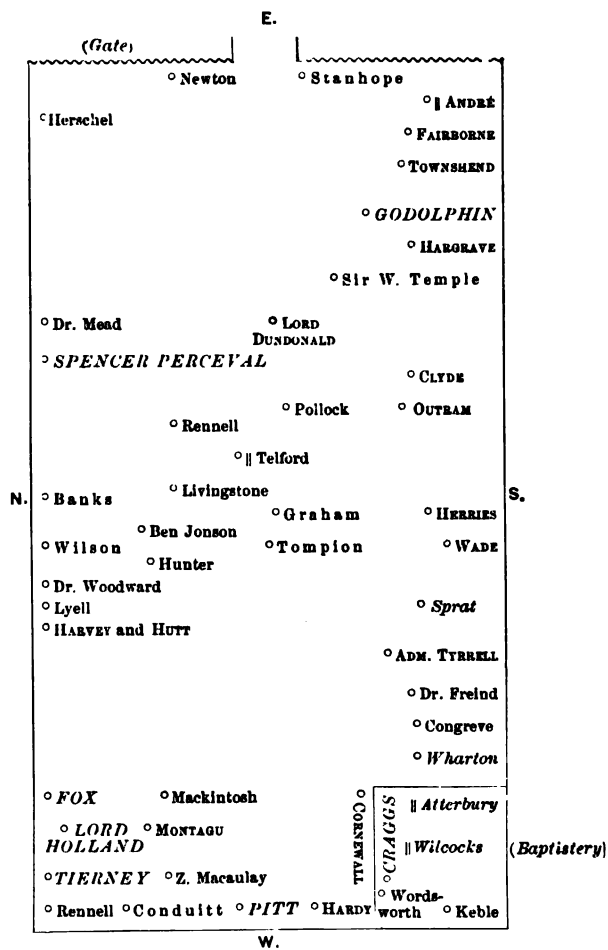 E.
(Gate)
Newton
Stanhope
ANDRÉ
Herschel
FAIRBORNE
TOWNSHEND
GODOLPHIN
HARGRAVE
Sir W. Temple
Dr. Mead
LORD
DUNDONALD
SPENCER PERCEVAL
CLYDE
Pollock
OUTRAM
Rennell
Telford
Livingstone
N.
Banks
S.
Graham
HERRIES
Ben Jonson
Wilson
Tompion
WADE
Hunter
Dr. Woodward
Lyell
Sprat
HARVEY and HUTT
ADM. TYRRELL
Dr. Freind
Congreve
Wharton
FOX
Mackintosh
CORNEWALL
CRAGGS
Atterbury
LORD
HOLLAND
MONTAGU
Wilcocks
(Baptistery)
TIERNEY
Z. Macaulay
Words-
worth
Rennell
Conduitt
PITT
HARDY
Keble
W.